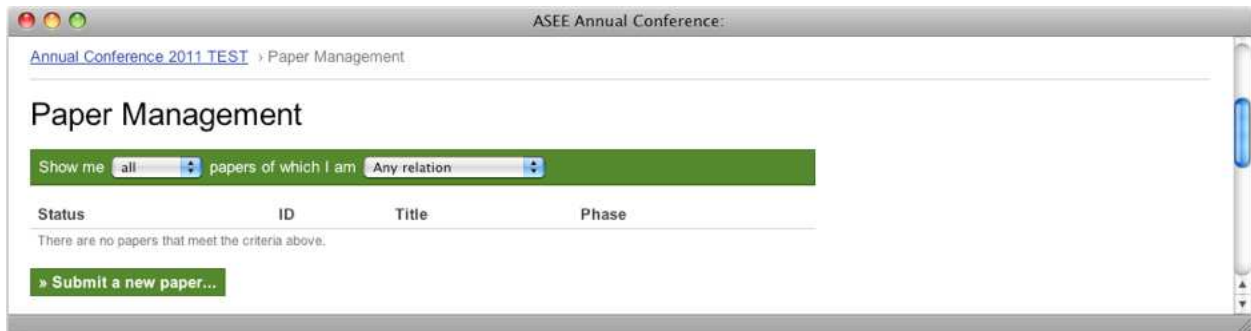 ASEE Annual Conference:
Annual Conference 2011 TEST › Paper Management
Paper Management
Show me all papers of which I am Any relation
Status ID Title Phase
There are no papers that meet the criteria above.
» Submit a new paper...